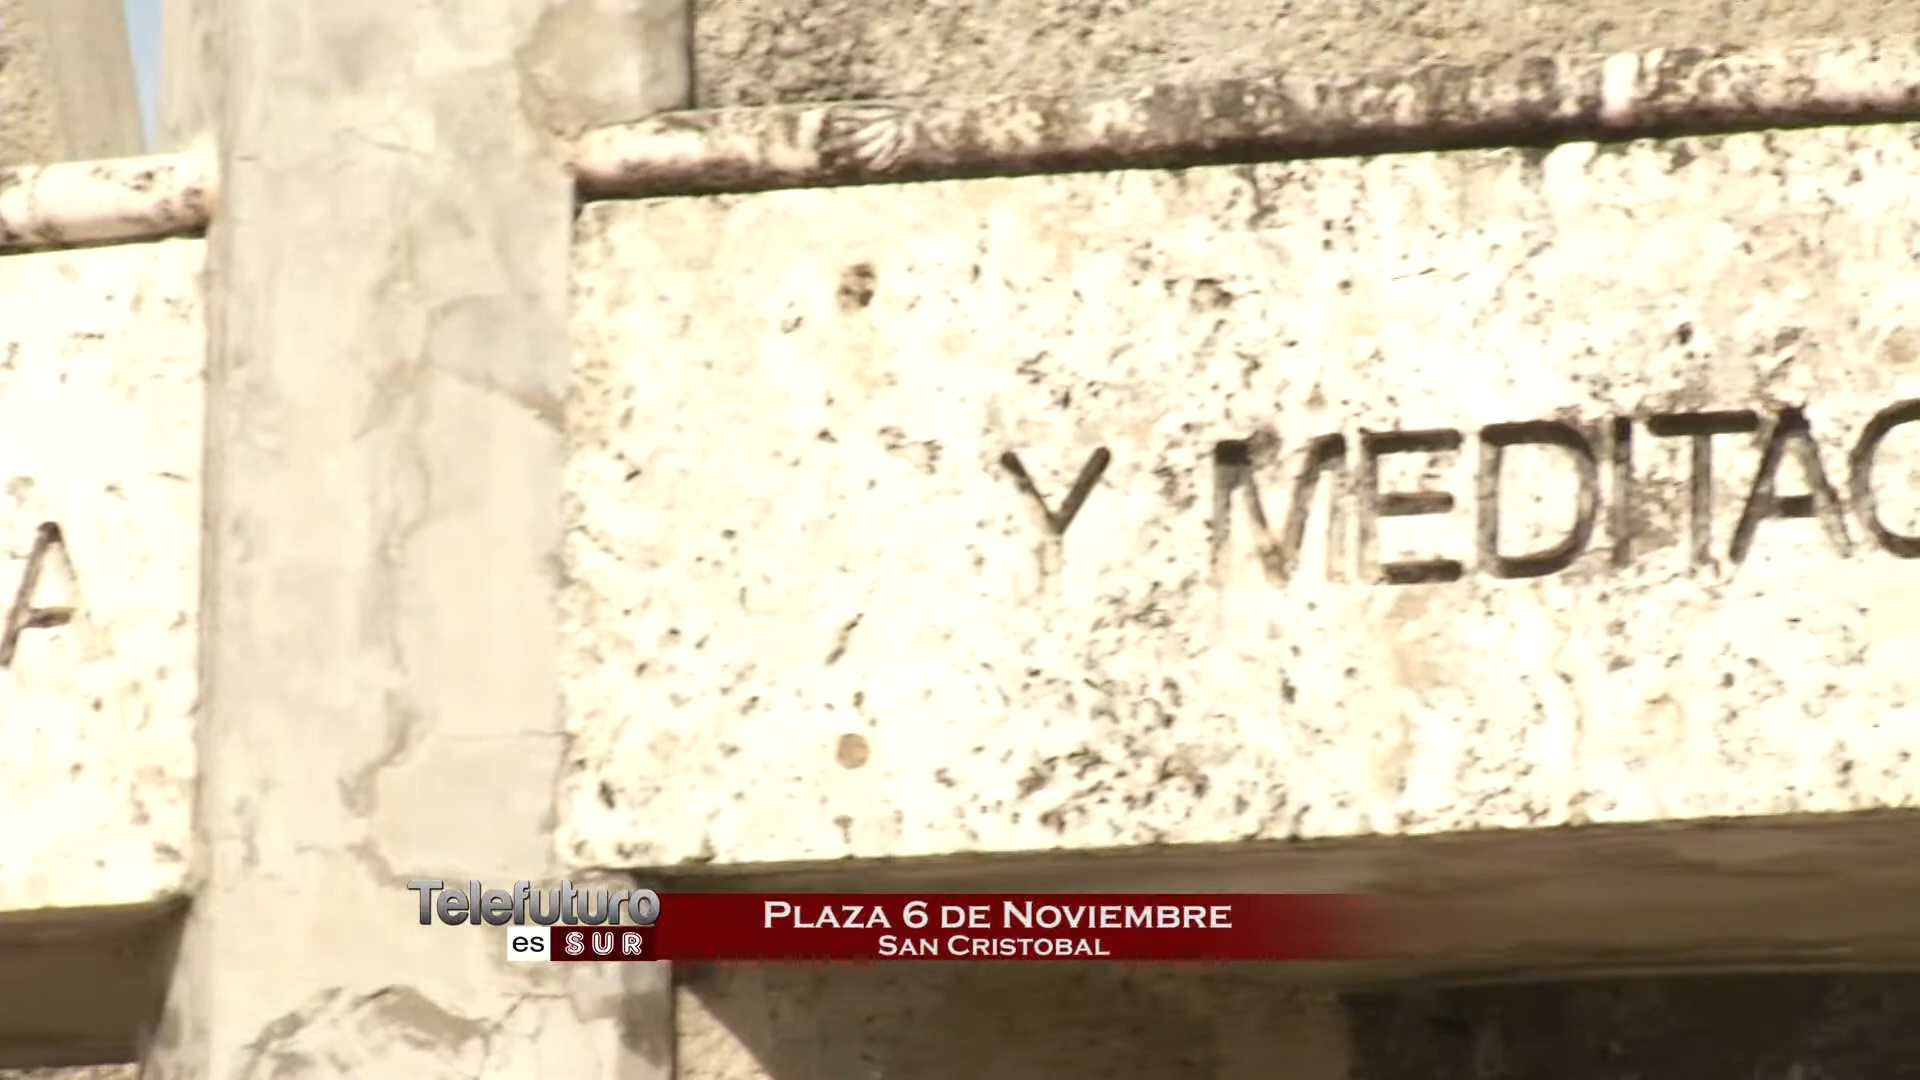 A
Y MEDITAC
Telefuturo
es SUR
PLAZA 6 DE NOVIEMBRE
SAN CRISTOBAL